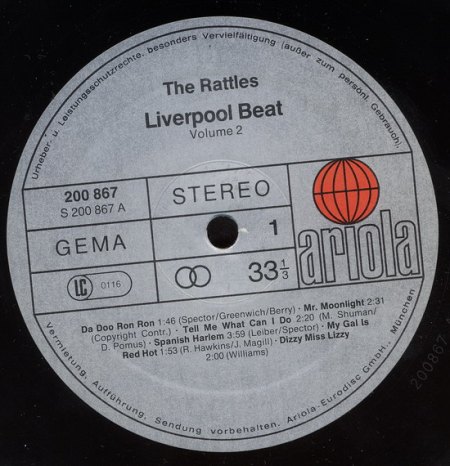 Urheber- u. Leistungsschutzrechte, besonders Vervielfältigung (außer zum persönl. Gebrauch),
The Rattles
Liverpool Beat
Volume 2
200 867
S 200 867 A
STEREO
GEMA
1
LC 0116
33 1/3
ariola
Da Doo Ron Ron 1:46 (Spector/Greenwich/Berry) · Mr. Moonlight 2:31
(Copyright Contr.) · Tell Me What Can I Do 2:20 (M. Shuman/
D. Pomus) · Spanish Harlem 3:59 (Leiber/Spector) · My Gal Is
Red Hot 1:53 (R. Hawkins/J. Magill) · Dizzy Miss Lizzy
2:00 (Williams)
Vermietung, Aufführung, Sendung vorbehalten. Ariola-Eurodisc GmbH., München
200867